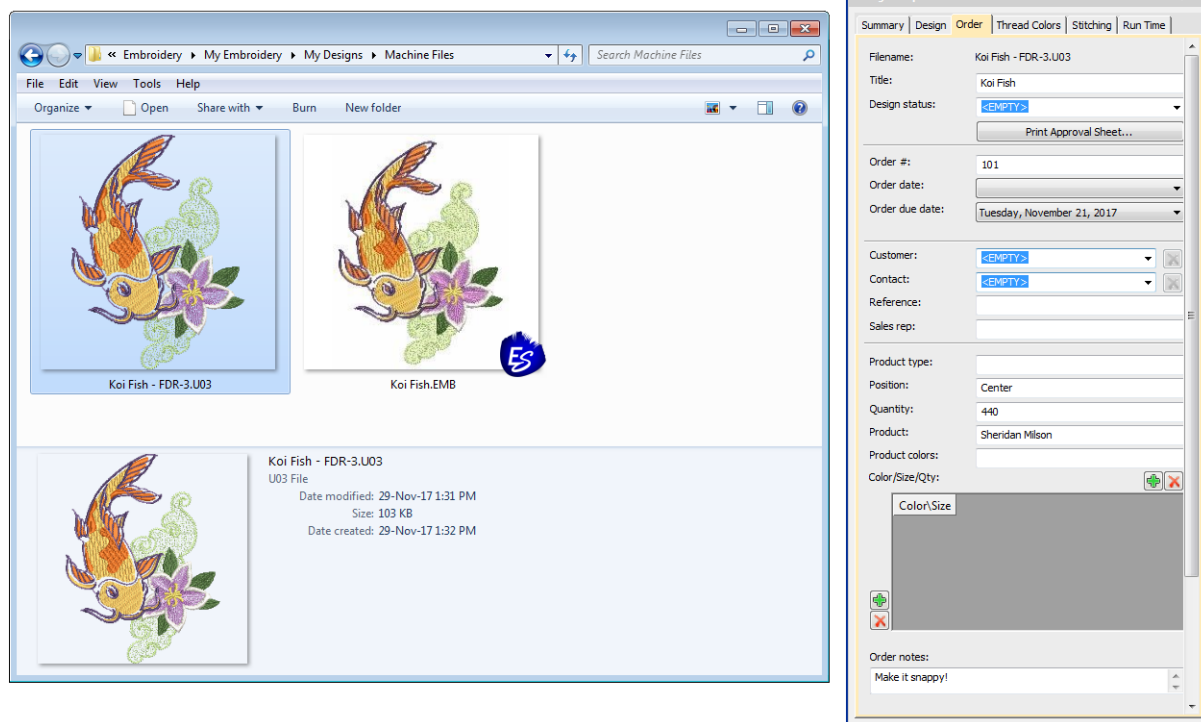 « Embroidery ▸ My Embroidery ▸ My Designs ▸ Machine Files
Search Machine Files
File Edit View Tools Help
Organize Open Share with Burn New folder
Koi Fish - FDR-3.U03
Koi Fish.EMB
ES
Koi Fish - FDR-3.U03
U03 File
Date modified: 29-Nov-17 1:31 PM
Size: 103 KB
Date created: 29-Nov-17 1:32 PM
Summary Design Order Thread Colors Stitching Run Time
Filename: Koi Fish - FDR-3.U03
Title: Koi Fish
Design status: <EMPTY>
Print Approval Sheet...
Order #: 101
Order date:
Order due date: Tuesday, November 21, 2017
Customer: <EMPTY>
Contact: <EMPTY>
Reference:
Sales rep:
Product type:
Position: Center
Quantity: 440
Product: Sheridan Milson
Product colors:
Color/Size/Qty:
Color\Size
Order notes:
Make it snappy!